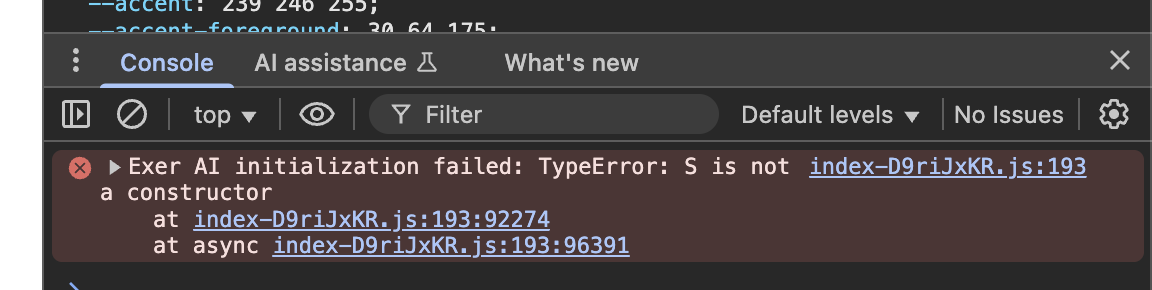 --accent: 239 246 255;
--accent-foreground: 30 64 175;
Console AI assistance What's new
top Filter Default levels No Issues
Exer AI initialization failed: TypeError: S is not index-D9riJxKR.js:193
a constructor
at index-D9riJxKR.js:193:92274
at async index-D9riJxKR.js:193:96391